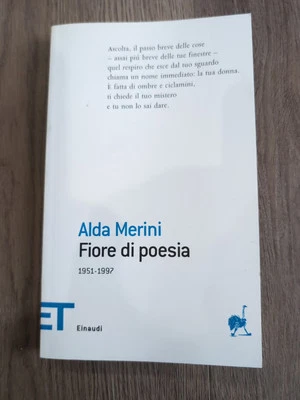 Ascolta, il passo breve delle cose
– assai più breve delle tue finestre –
quel respiro che esce dal tuo sguardo
chiama un nome immediato: la tua donna.
È fatta di ombre e ciclamini,
ti chiede il tuo mistero
e tu non lo sai dare.
Alda Merini
Fiore di poesia
1951-1997
ET
Einaudi